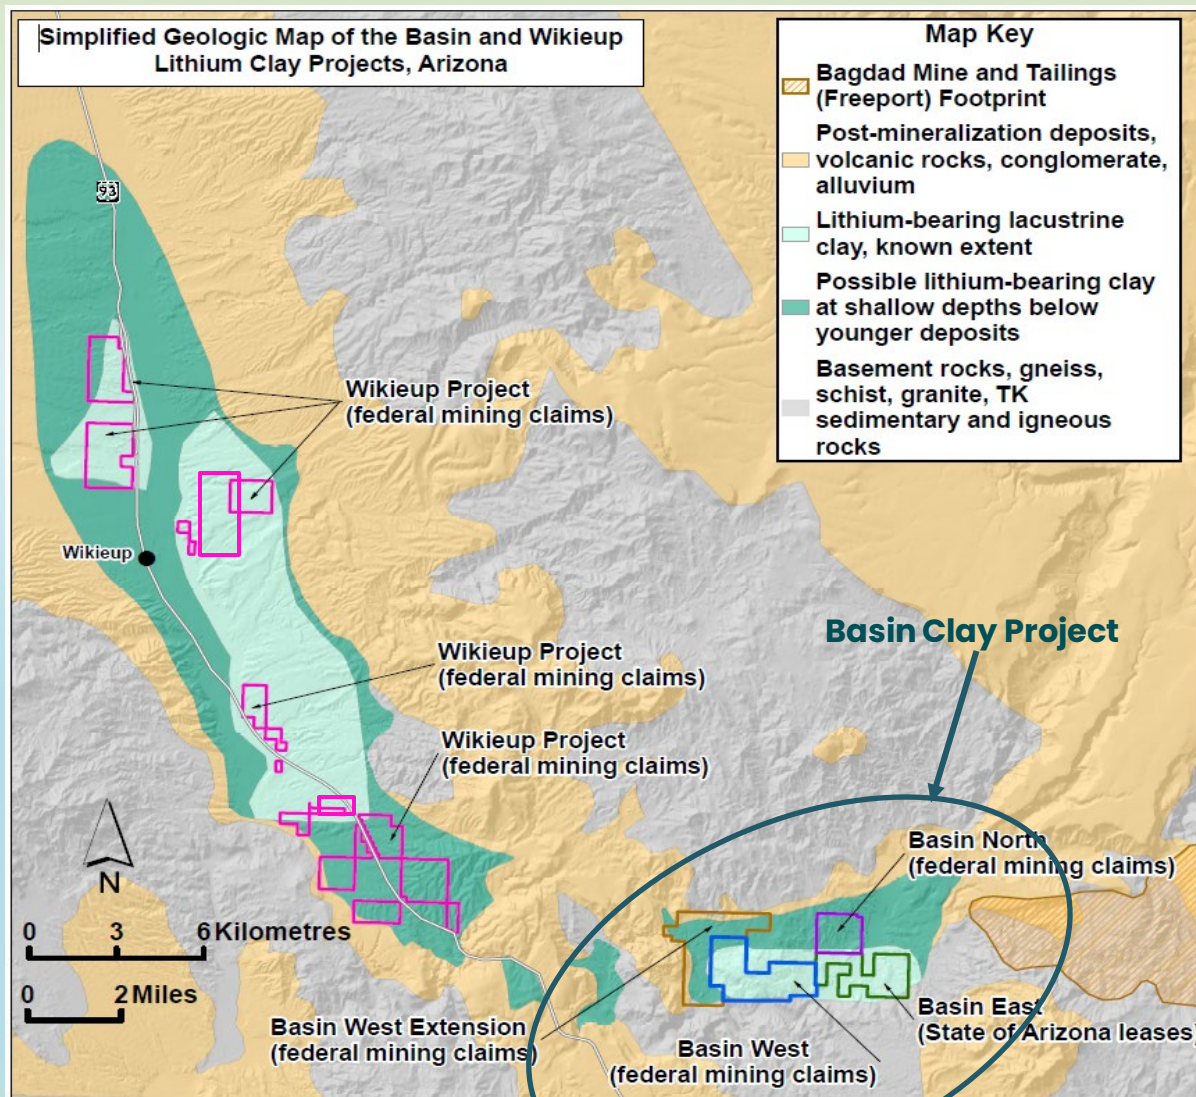 Simplified Geologic Map of the Basin and Wikieup
Lithium Clay Projects, Arizona
Map Key
Bagdad Mine and Tailings
(Freeport) Footprint
Post-mineralization deposits,
volcanic rocks, conglomerate,
alluvium
Lithium-bearing lacustrine
clay, known extent
Possible lithium-bearing clay
at shallow depths below
younger deposits
Basement rocks, gneiss,
schist, granite, TK
sedimentary and igneous
rocks
93
Wikieup Project
(federal mining claims)
Wikieup
Basin Clay Project
Wikieup Project
(federal mining claims)
Wikieup Project
(federal mining claims)
Basin North
(federal mining claims)
N
0 3 6 Kilometres
0 2 Miles
Basin West Extension
(federal mining claims)
Basin West
(federal mining claims)
Basin East
(State of Arizona leases)